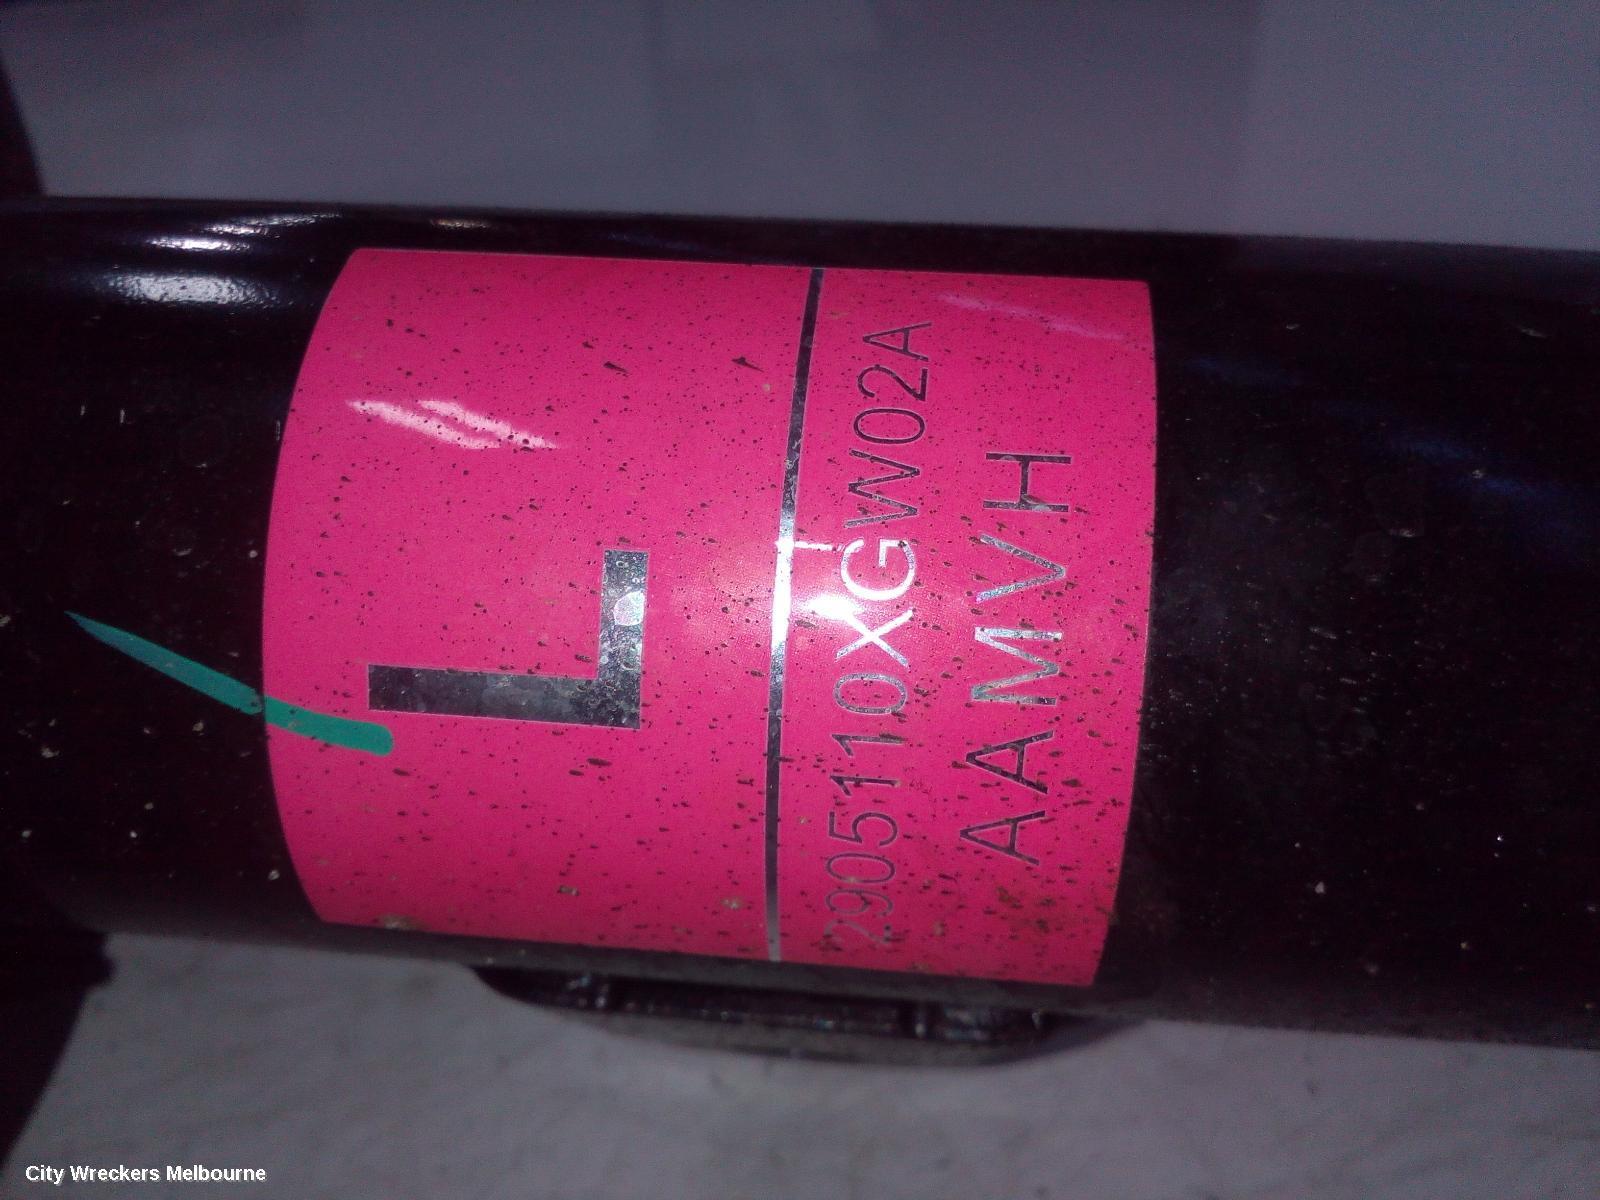 L
2905110XGW02A
AAMVH
City Wreckers Melbourne